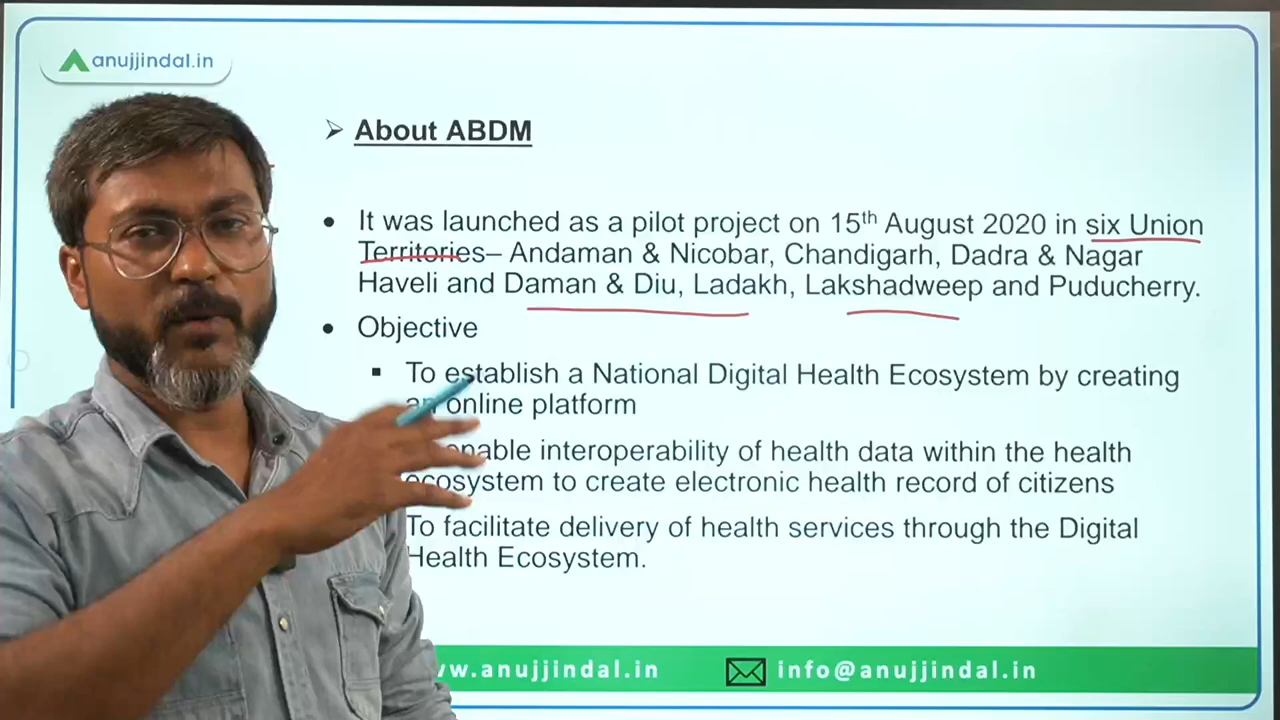 anujjindal.in
➢ About ABDM
• It was launched as a pilot project on 15th August 2020 in six Union
Territories– Andaman & Nicobar, Chandigarh, Dadra & Nagar
Haveli and Daman & Diu, Ladakh, Lakshadweep and Puducherry.
• Objective
▪ To establish a National Digital Health Ecosystem by creating
an online platform
enable interoperability of health data within the health
ecosystem to create electronic health record of citizens
To facilitate delivery of health services through the Digital
Health Ecosystem.
w.anujjindal.in
info@anujjindal.in